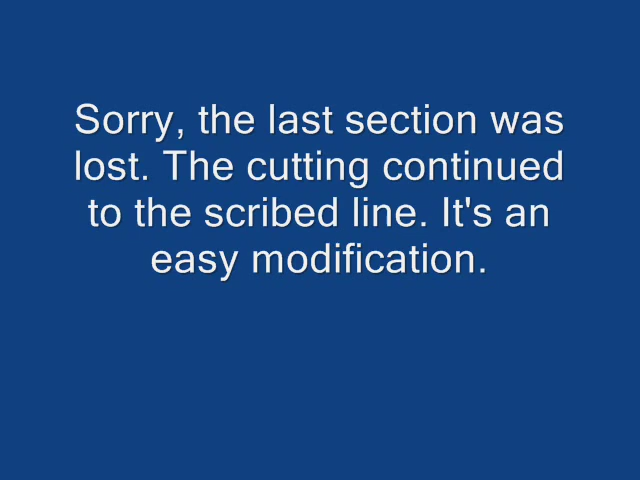 Sorry, the last section was
lost. The cutting continued
to the scribed line. It's an
easy modification.